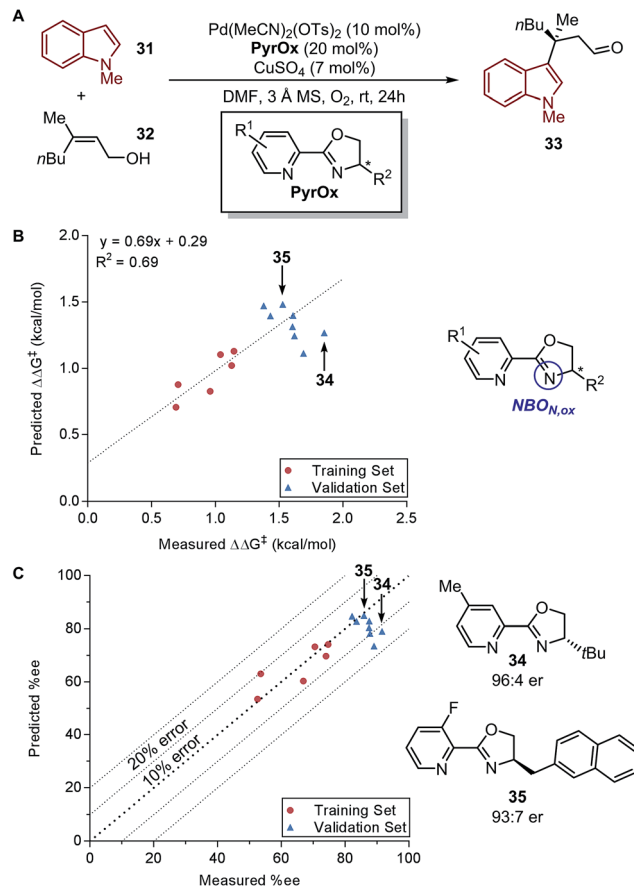 A
31
N
Me
+
Me
32
nBu
OH
Pd(MeCN)2(OTs)2 (10 mol%)
PyrOx (20 mol%)
CuSO4 (7 mol%)
DMF, 3 Å MS, O2, rt, 24h
R1
O
N
N
*
R2
PyrOx
nBu
Me
O
N
Me
33
B
y = 0.69x + 0.29
R2 = 0.69
35
34
2.0
1.5
1.0
0.5
0.0
0.0 0.5 1.0 1.5 2.0 2.5
Predicted ΔΔG‡ (kcal/mol)
Measured ΔΔG‡ (kcal/mol)
Training Set
Validation Set
R1
O
N
N
*
R2
NBON,ox
C
35
34
100
80
60
40
20
0
0 20 40 60 80 100
20% error
10% error
Predicted %ee
Measured %ee
Training Set
Validation Set
Me
O
N
N
tBu
34
96:4 er
F
O
N
N
35
93:7 er